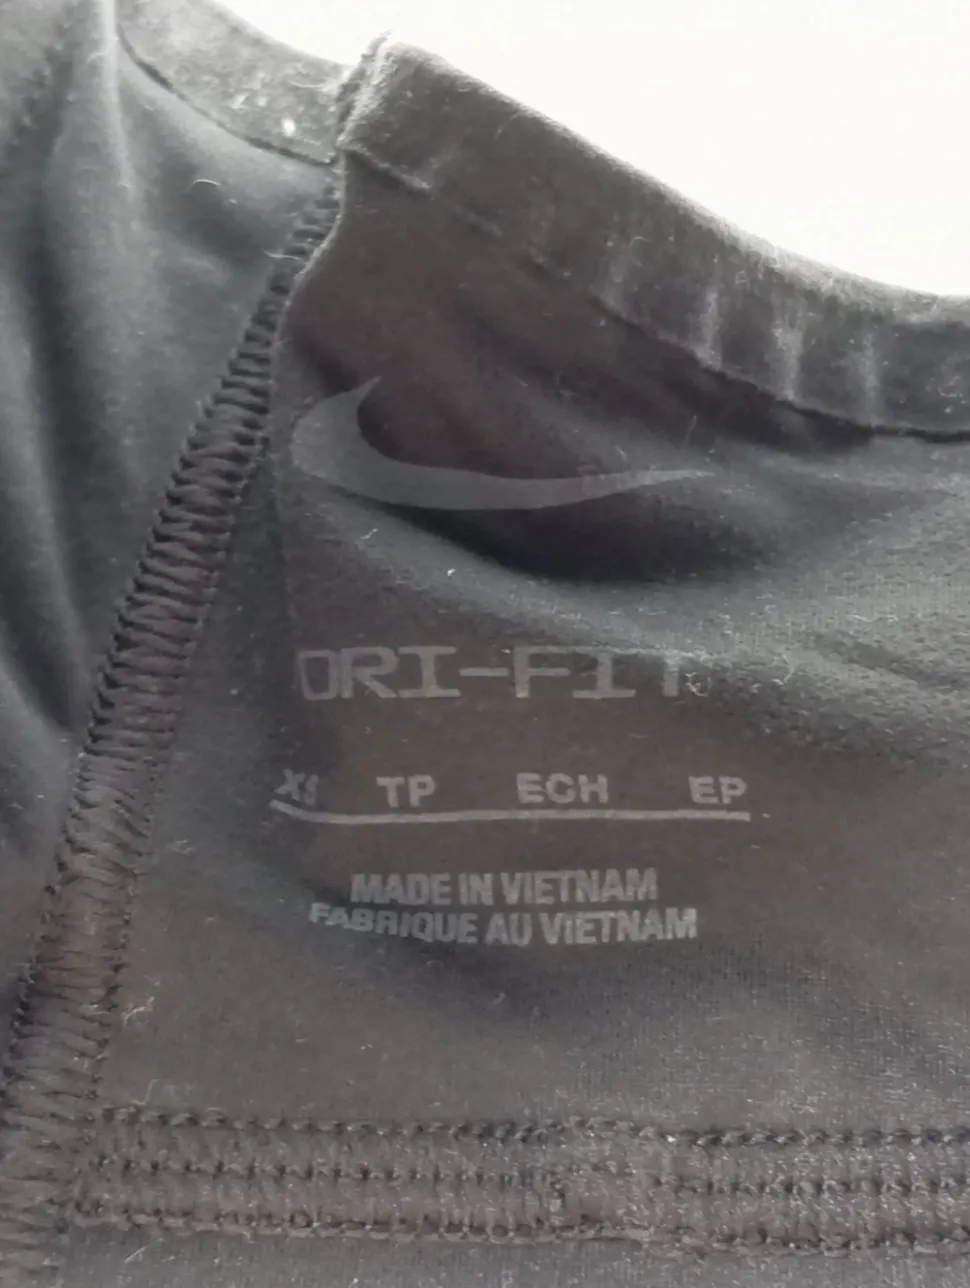 DRI-FIT
XS TP ECH EP
MADE IN VIETNAM
FABRIQUE AU VIETNAM